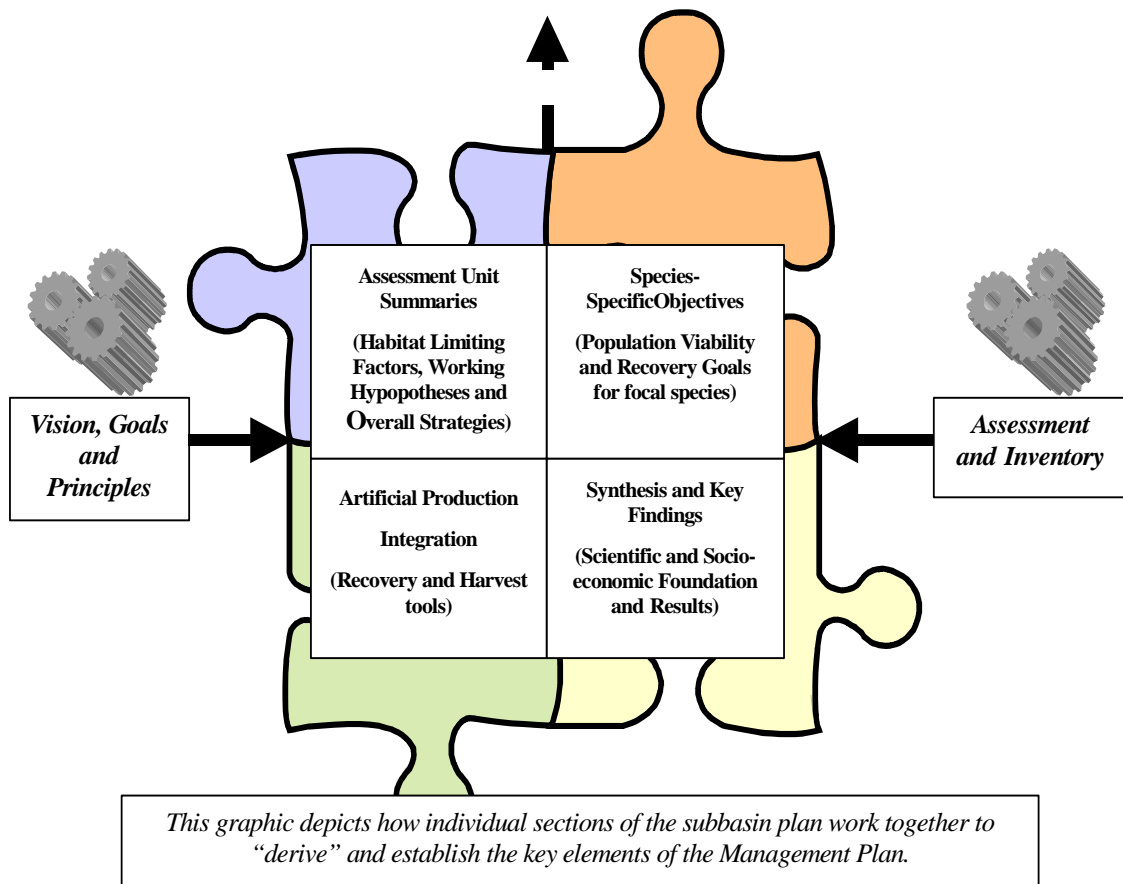 Assessment Unit
Summaries
(Habitat Limiting
Factors, Working
Hypopotheses and
Overall Strategies)
Species-
SpecificObjectives
(Population Viability
and Recovery Goals
for focal species)
Vision, Goals
and
Principles
Assessment
and Inventory
Artificial Production
Integration
(Recovery and Harvest
tools)
Synthesis and Key
Findings
(Scientific and Socio-
economic Foundation
and Results)
This graphic depicts how individual sections of the subbasin plan work together to
“derive” and establish the key elements of the Management Plan.